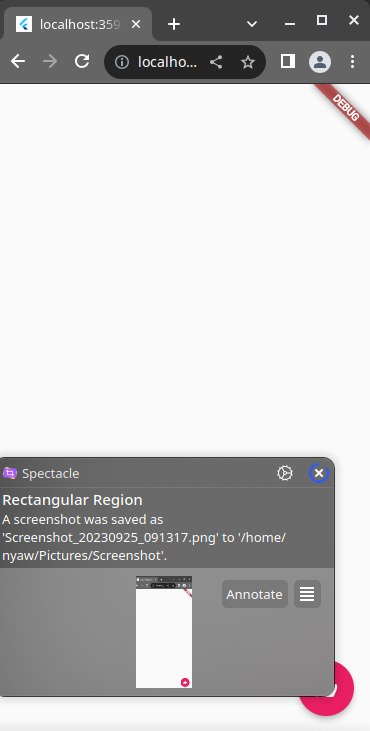 localhost:359
localho...
DEBUG
Spectacle
Rectangular Region
A screenshot was saved as
'Screenshot_20230925_091317.png' to '/home/
nyaw/Pictures/Screenshot'.
Annotate